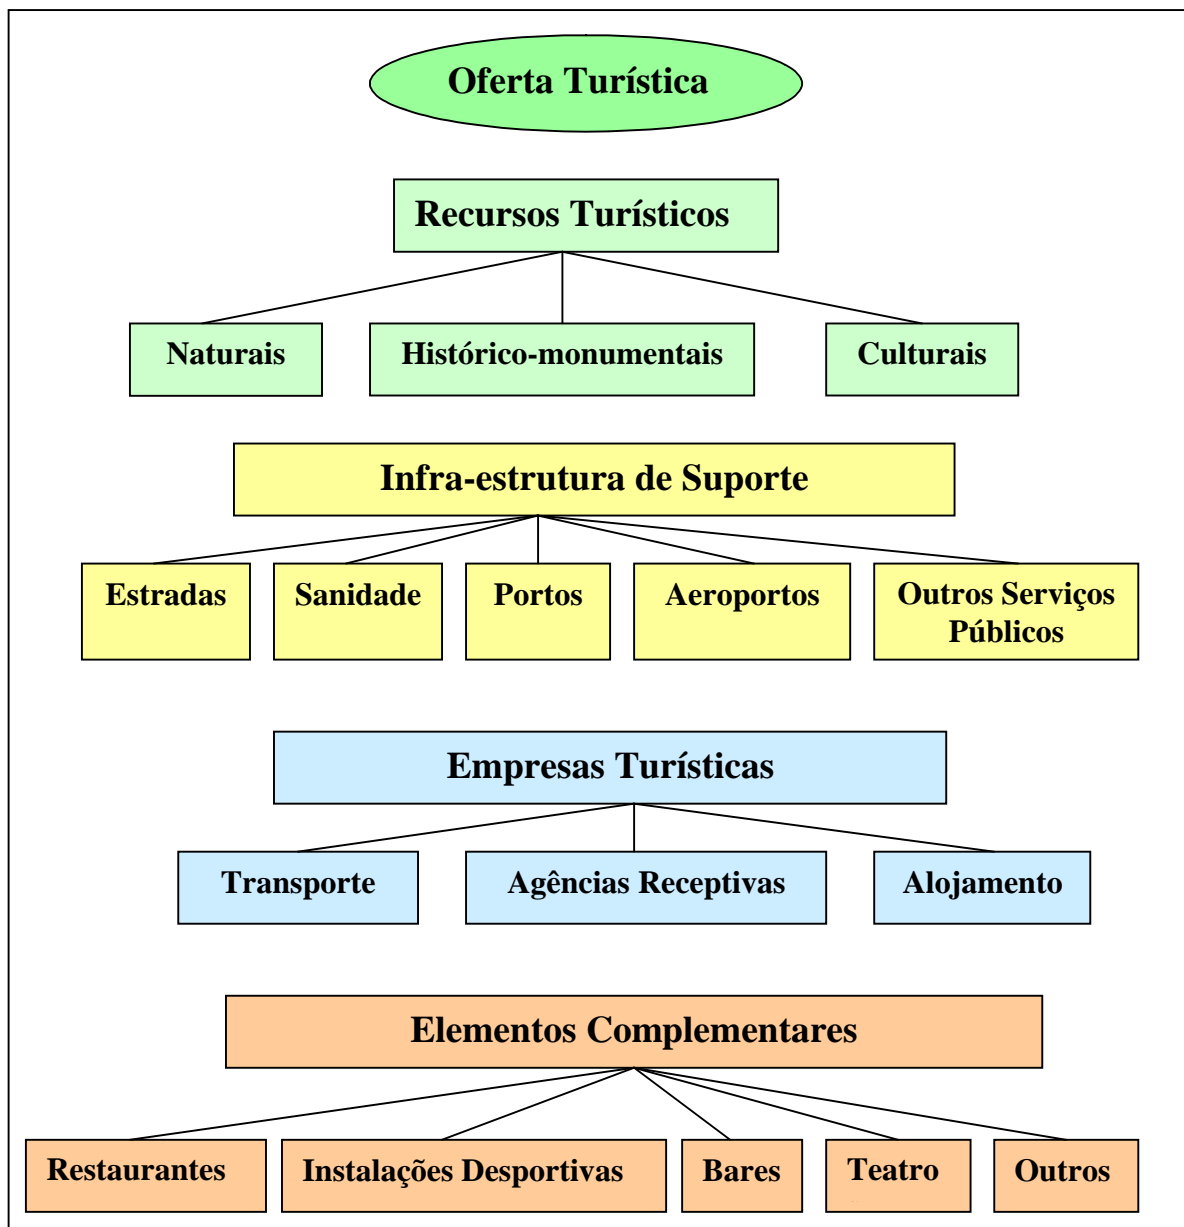 Oferta Turística
Recursos Turísticos
Naturais
Histórico-monumentais
Culturais
Infra-estrutura de Suporte
Estradas
Sanidade
Portos
Aeroportos
Outros Serviços
Públicos
Empresas Turísticas
Transporte
Agências Receptivas
Alojamento
Elementos Complementares
Restaurantes
Instalações Desportivas
Bares
Teatro
Outros